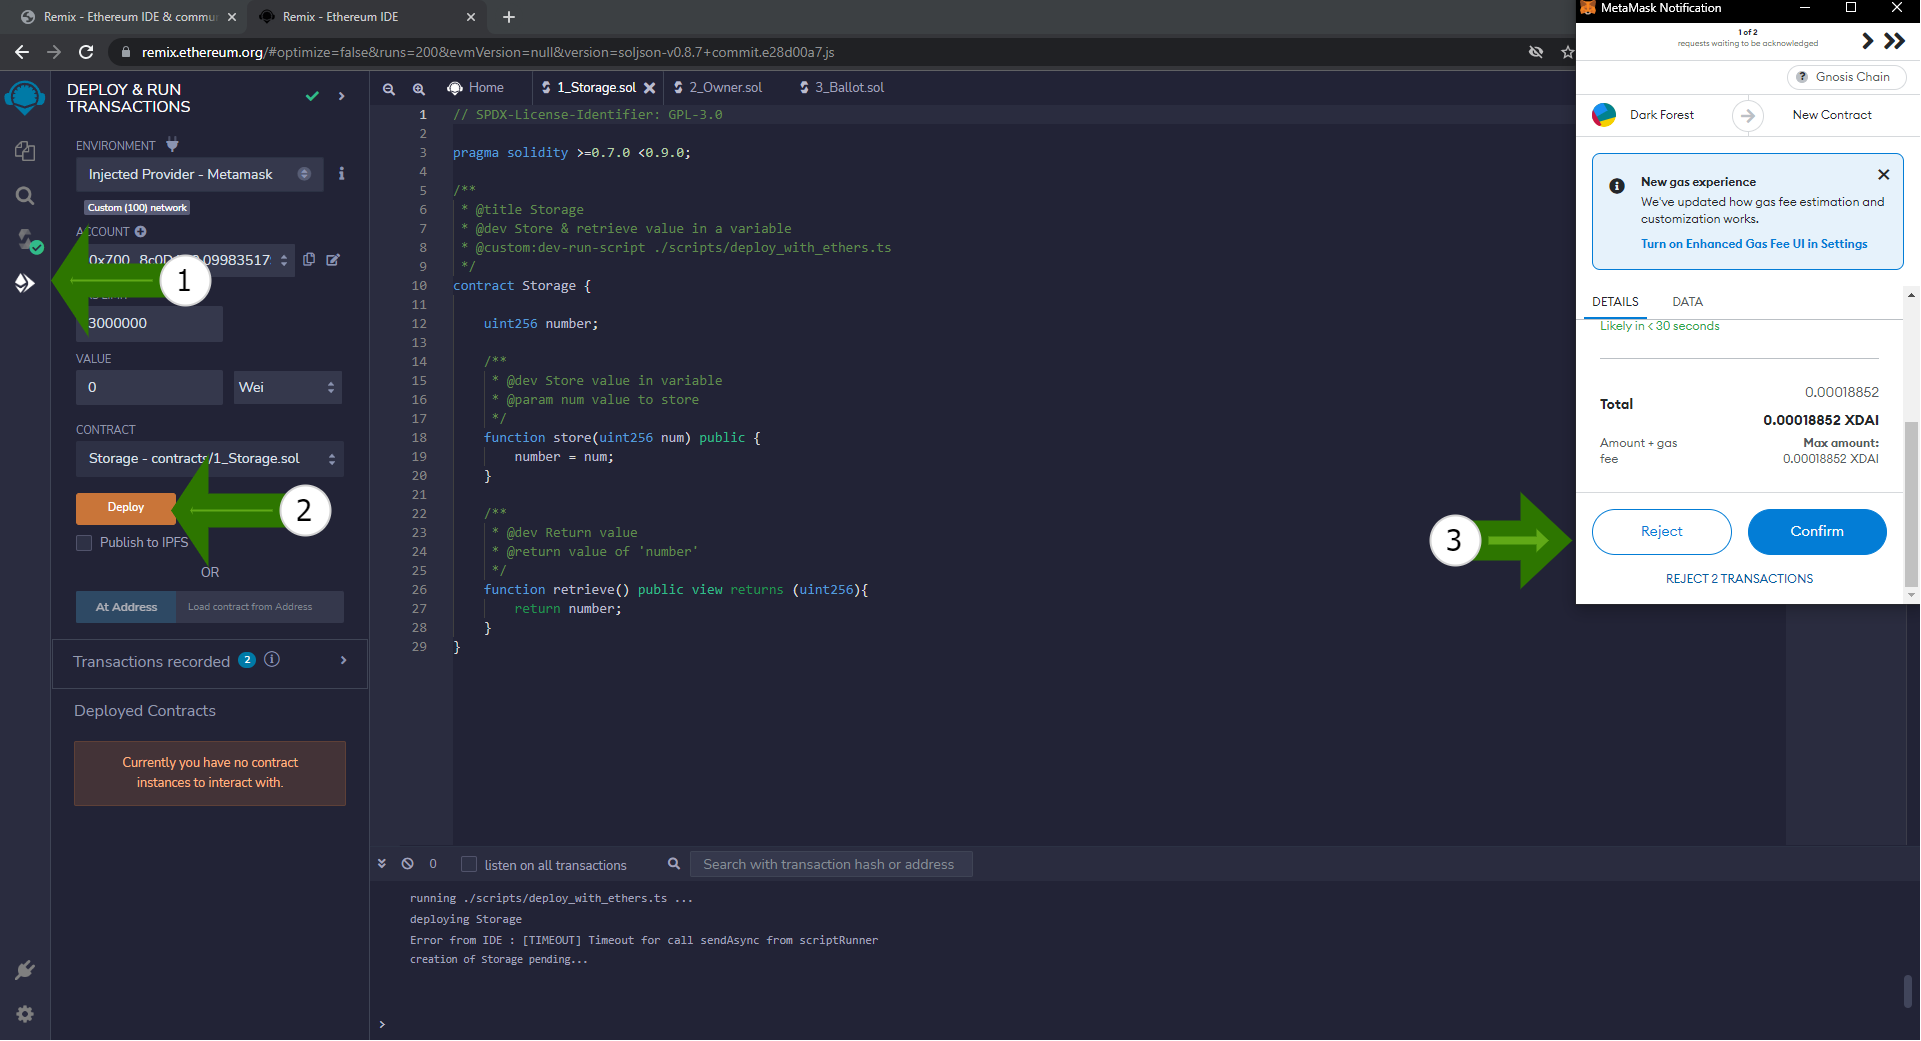 Remix - Ethereum IDE & commu
Remix - Ethereum IDE
remix.ethereum.org/#optimize=false&runs=200&evmVersion=null&version=soljson-v0.8.7+commit.e28d00a7.js
DEPLOY & RUN
TRANSACTIONS
ENVIRONMENT
Injected Provider - Metamask
Custom (100) network
ACCOUNT
1
3000000
VALUE
0
Wei
CONTRACT
Storage - contracts/1_Storage.sol
Deploy
2
Publish to IPFS
OR
At Address
Load contract from Address
Transactions recorded 2
Deployed Contracts
Currently you have no contract
instances to interact with.
Home
1_Storage.sol
2_Owner.sol
3_Ballot.sol
1 // SPDX-License-Identifier: GPL-3.0
2
3 pragma solidity >=0.7.0 <0.9.0;
4
5 /**
6 * @title Storage
7 * @dev Store & retrieve value in a variable
8 * @custom:dev-run-script ./scripts/deploy_with_ethers.ts
9 */
10 contract Storage {
11
12 uint256 number;
13
14 /**
15 * @dev Store value in variable
16 * @param num value to store
17 */
18 function store(uint256 num) public {
19 number = num;
20 }
21
22 /**
23 * @dev Return value
24 * @return value of 'number'
25 */
26 function retrieve() public view returns (uint256){
27 return number;
28 }
29 }
0
listen on all transactions
Search with transaction hash or address
running ./scripts/deploy_with_ethers.ts ...
deploying Storage
Error from IDE : [TIMEOUT] Timeout for call sendAsync from scriptRunner
creation of Storage pending...
>
MetaMask Notification
1 of 2
requests waiting to be acknowledged
Gnosis Chain
Dark Forest
New Contract
New gas experience
We've updated how gas fee estimation and
customization works.
Turn on Enhanced Gas Fee UI in Settings
DETAILS
DATA
Likely in < 30 seconds
0.00018852
Total
0.00018852 XDAI
Amount + gas
fee
Max amount:
0.00018852 XDAI
3
Reject
Confirm
REJECT 2 TRANSACTIONS